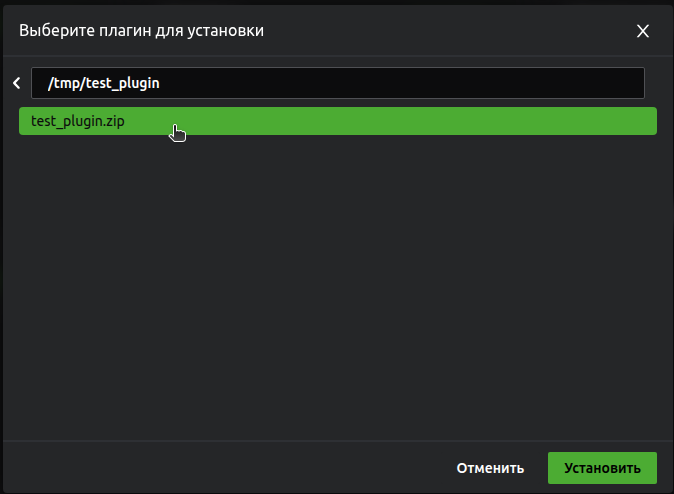 Выберите плагин для установки
/tmp/test_plugin
test_plugin.zip
Отменить Установить